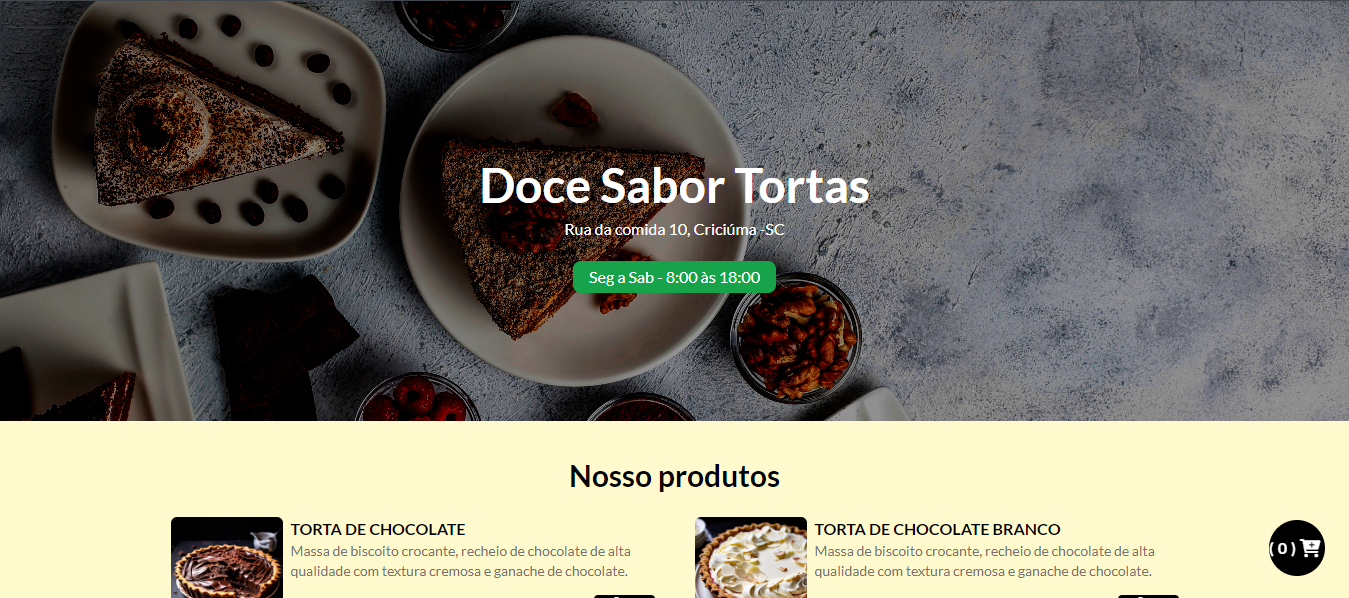 Doce Sabor Tortas
Rua da comida 10, Criciúma -SC
Seg a Sab - 8:00 às 18:00
Nosso produtos
TORTA DE CHOCOLATE
Massa de biscoito crocante, recheio de chocolate de alta
qualidade com textura cremosa e ganache de chocolate.
TORTA DE CHOCOLATE BRANCO
Massa de biscoito crocante, recheio de chocolate de alta
qualidade com textura cremosa e ganache de chocolate.
( 0 )